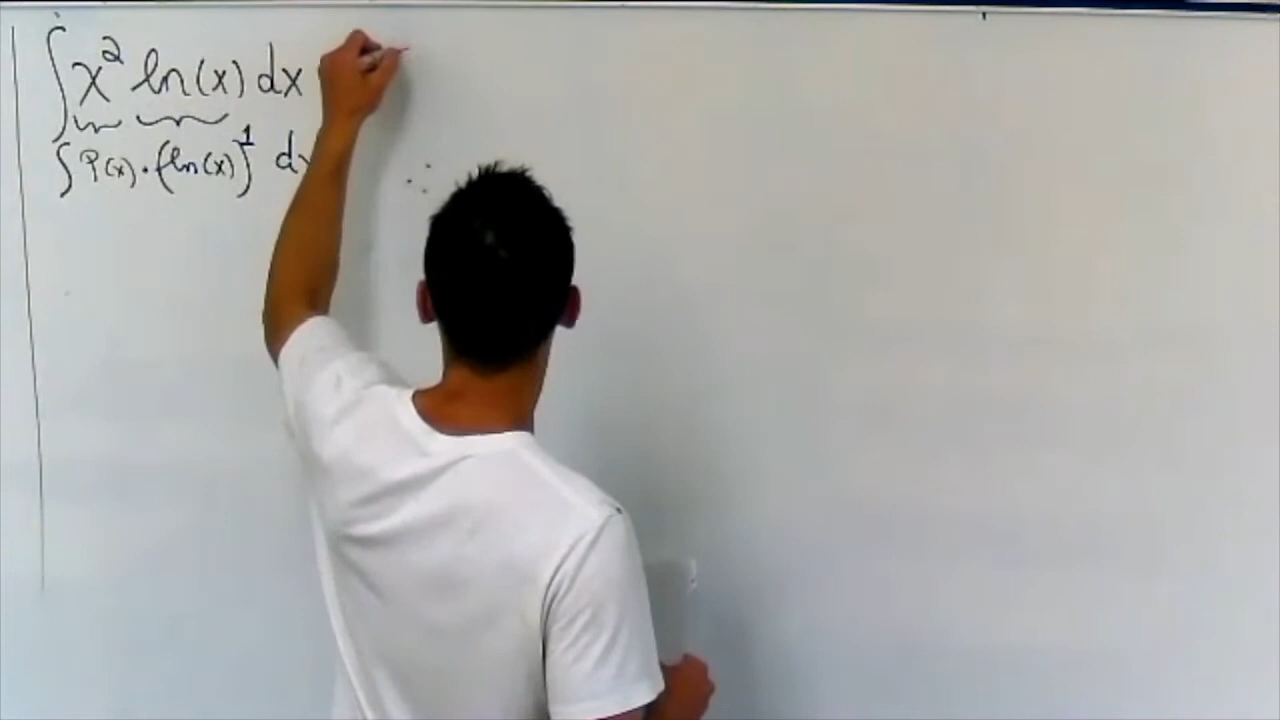 ∫ x² ln(x) dx
∫ P(x) · (ln(x))¹ dx